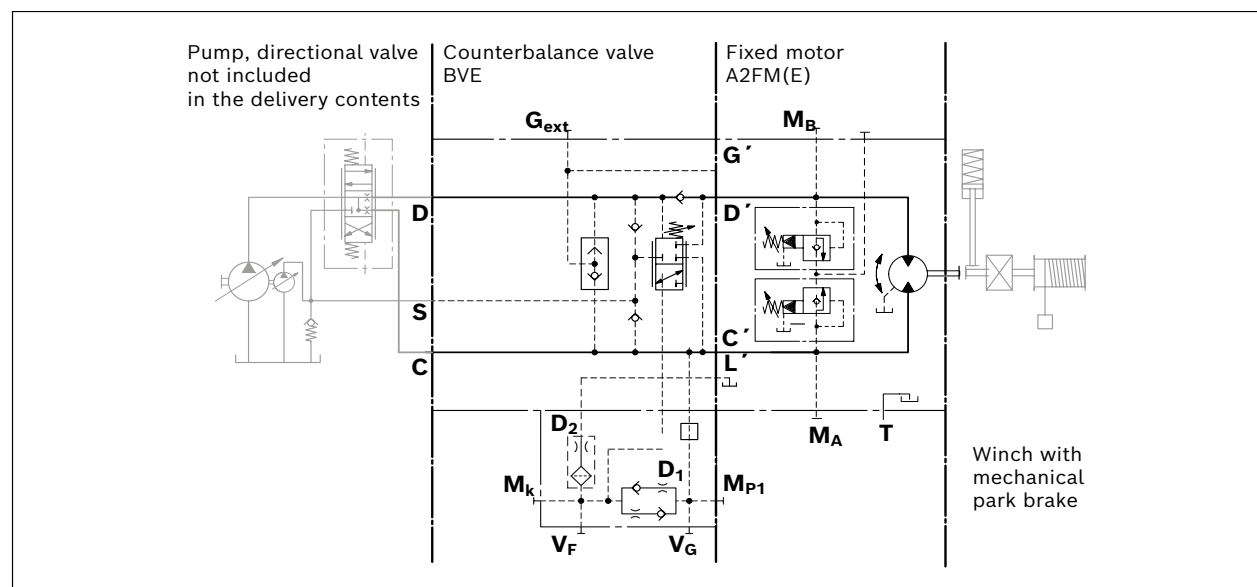 Pump, directional valve
not included
in the delivery contents
Counterbalance valve
BVE
Fixed motor
A2FM(E)
Gext
MB
G´
D
D´
S
C´
C
L´
D2
MA
T
Mk
D1
MP1
VF
VG
Winch with
mechanical
park brake